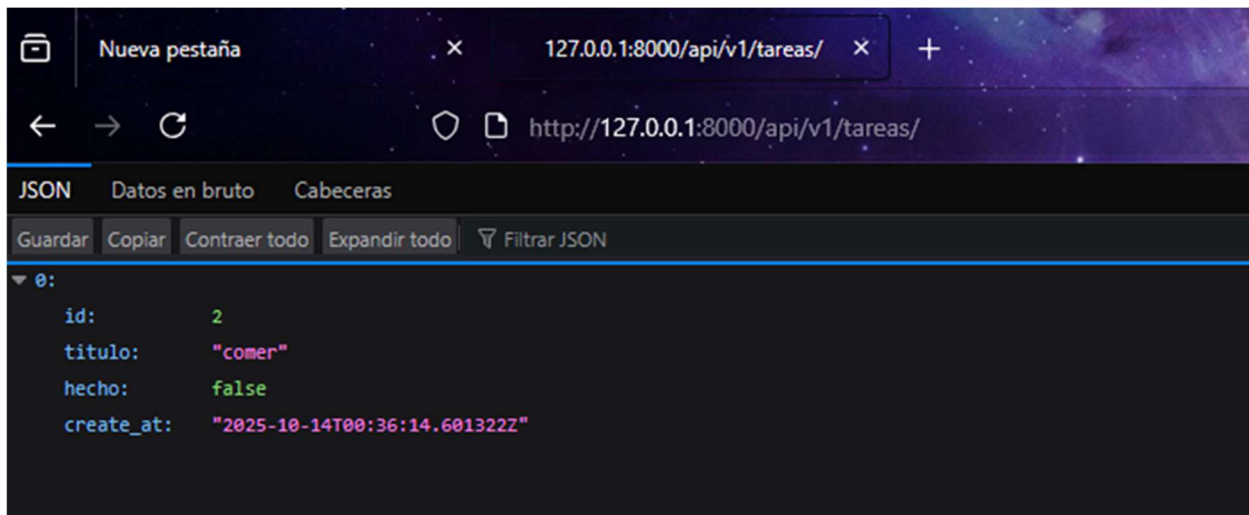 Nueva pestaña
127.0.0.1:8000/api/v1/tareas/
http://127.0.0.1:8000/api/v1/tareas/
JSON Datos en bruto Cabeceras
Guardar Copiar Contraer todo Expandir todo Filtrar JSON
0:
id: 2
titulo: "comer"
hecho: false
create_at: "2025-10-14T00:36:14.601322Z"